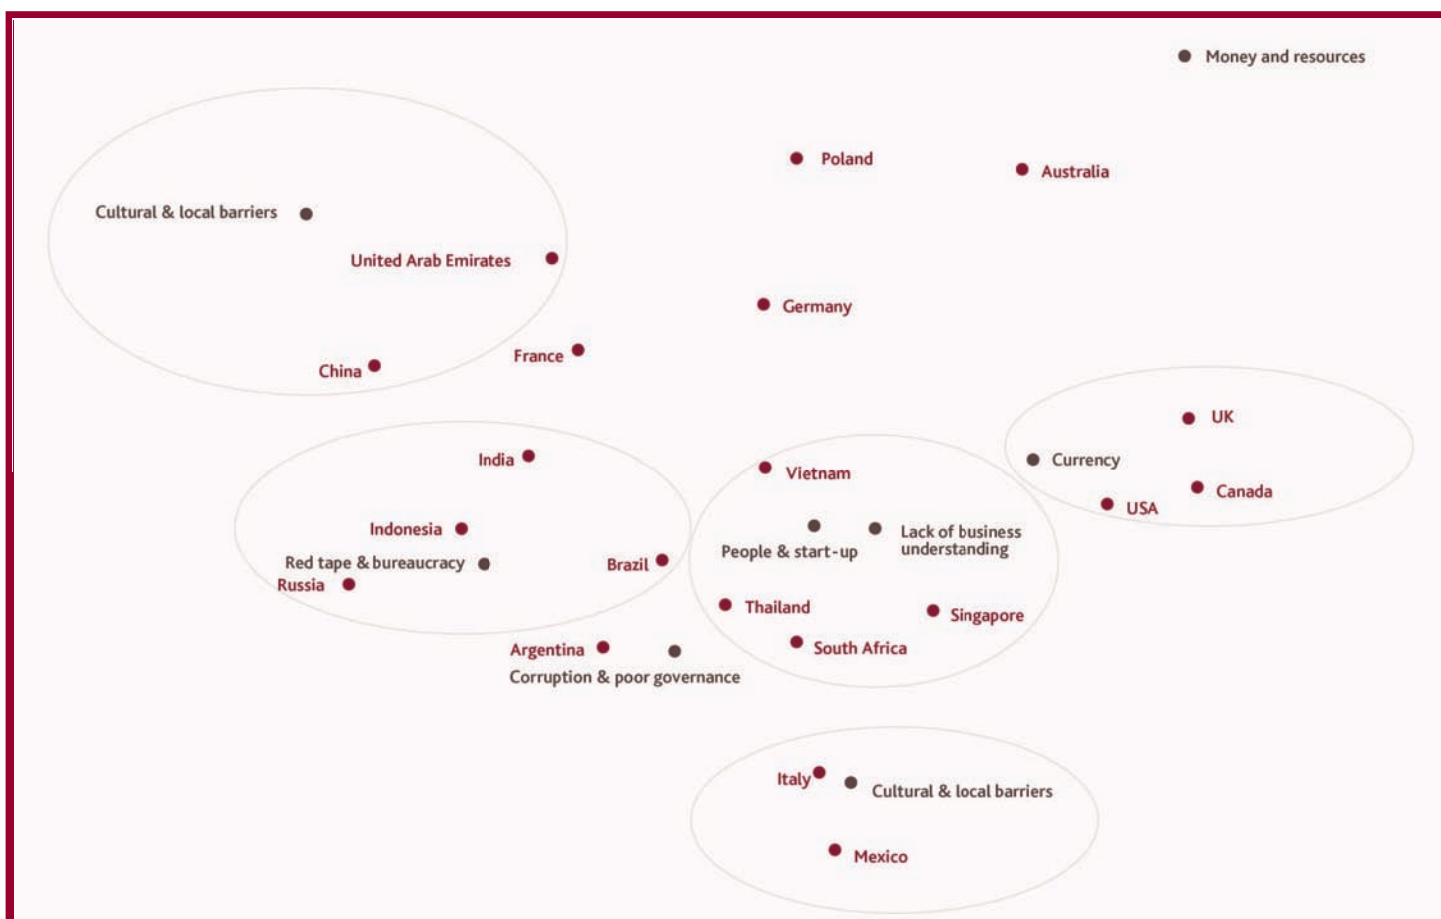 Money and resources
Poland
Australia
Cultural & local barriers
United Arab Emirates
Germany
France
China
UK
India
Currency
Vietnam
Canada
USA
Indonesia
Lack of business
understanding
People & start-up
Red tape & bureaucracy
Brazil
Russia
Thailand
Singapore
Argentina
South Africa
Corruption & poor governance
Italy
Cultural & local barriers
Mexico